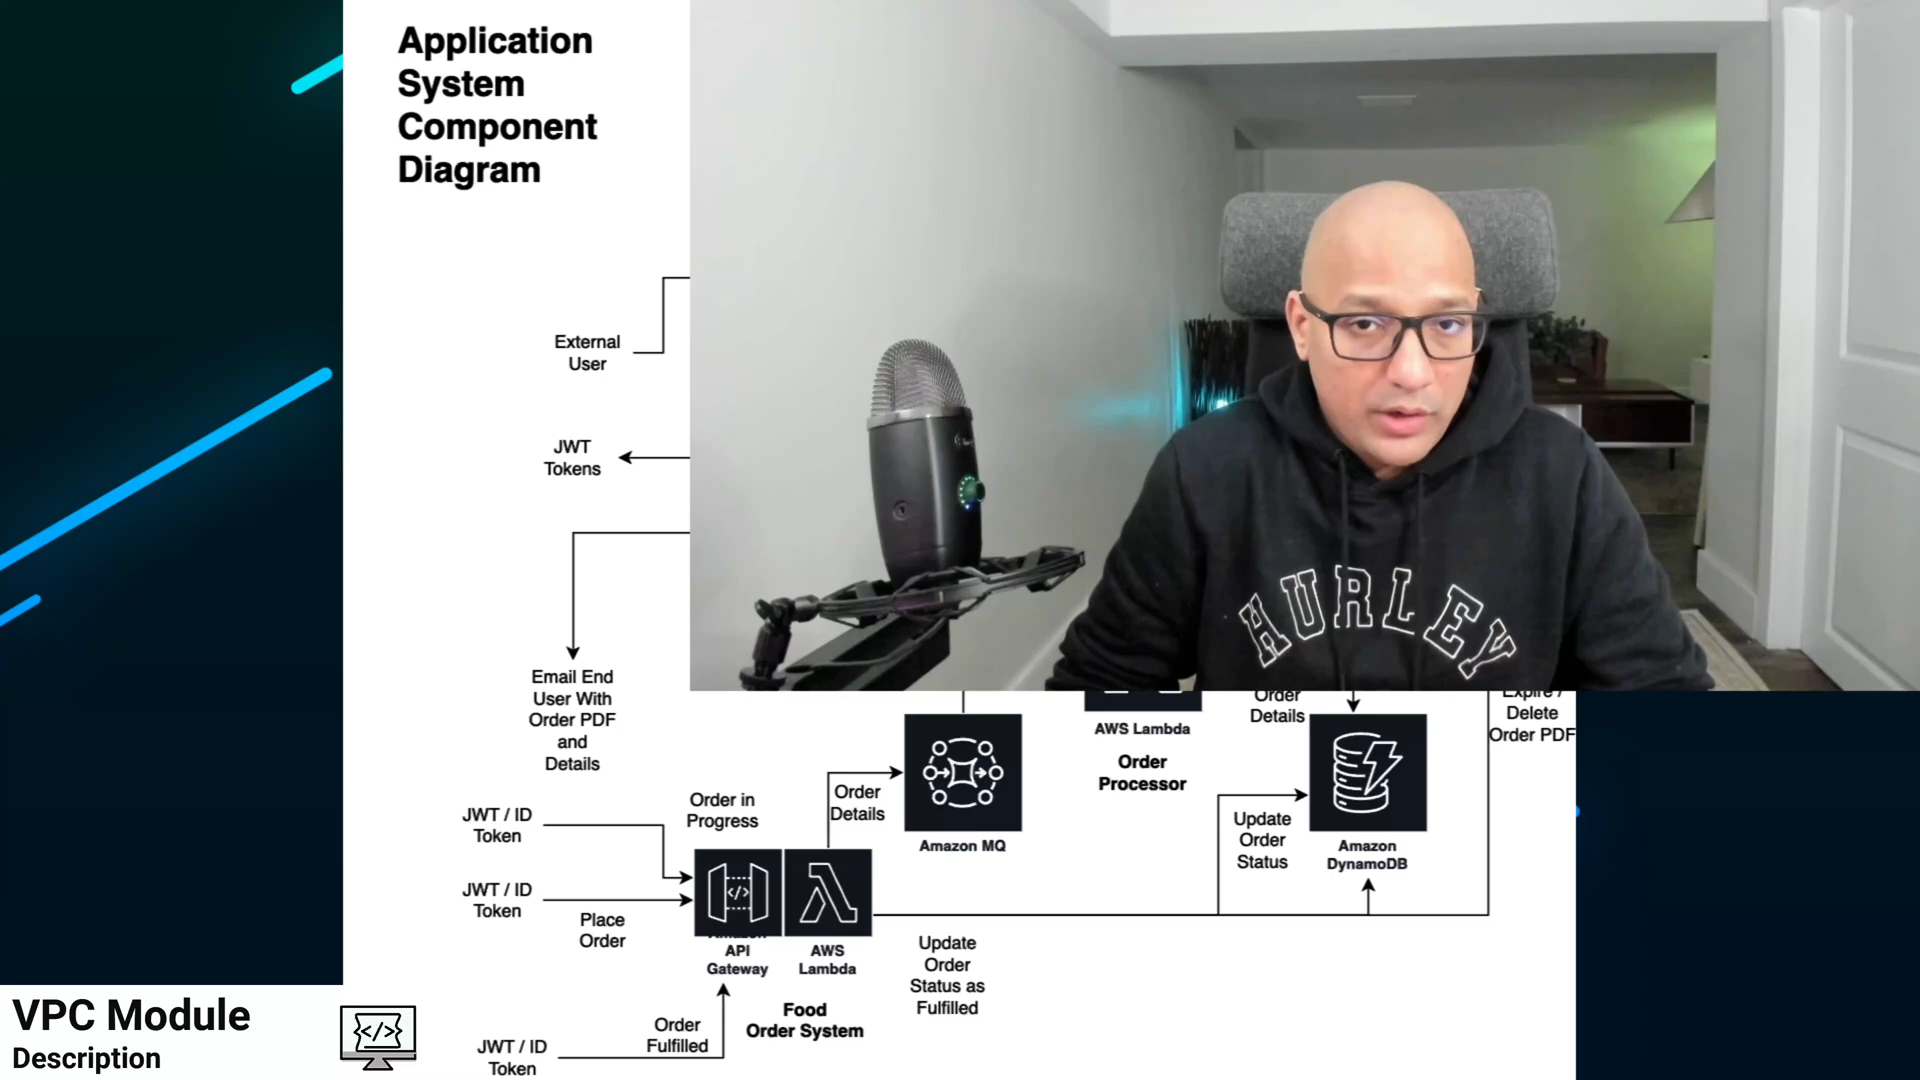 Application
System
Component
Diagram
External
User
JWT
Tokens
HURLEY
Email End
User With
Order PDF
and
Details
Order
Details
Expire /
Delete
Order PDF
AWS Lambda
Order
Processor
Order in
Progress
Order
Details
Amazon MQ
Update
Order
Status
Amazon
DynamoDB
JWT / ID
Token
JWT / ID
Token
Place
Order
</>
Amazon
API
Gateway
AWS
Lambda
Update
Order
Status as
Fulfilled
Food
Order System
Order
Fulfilled
JWT / ID
Token
VPC Module
Description
</>